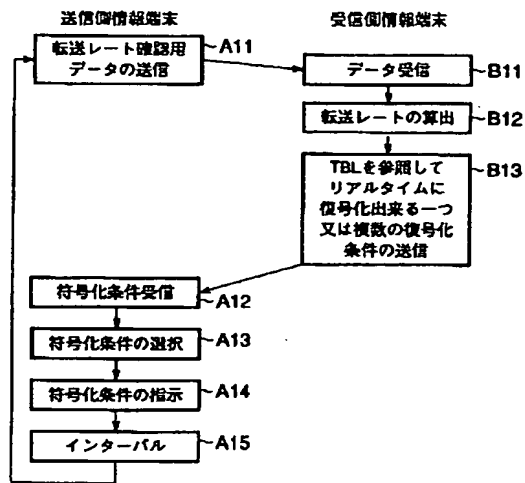 送信側情報端末
受信側情報端末
転送レート確認用
データの送信
A11
データ受信
B11
転送レートの算出
B12
TBLを参照して
リアルタイムに
復号化出来る一つ
又は複数の復号化
条件の送信
B13
符号化条件受信
A12
符号化条件の選択
A13
符号化条件の指示
A14
インターバル
A15